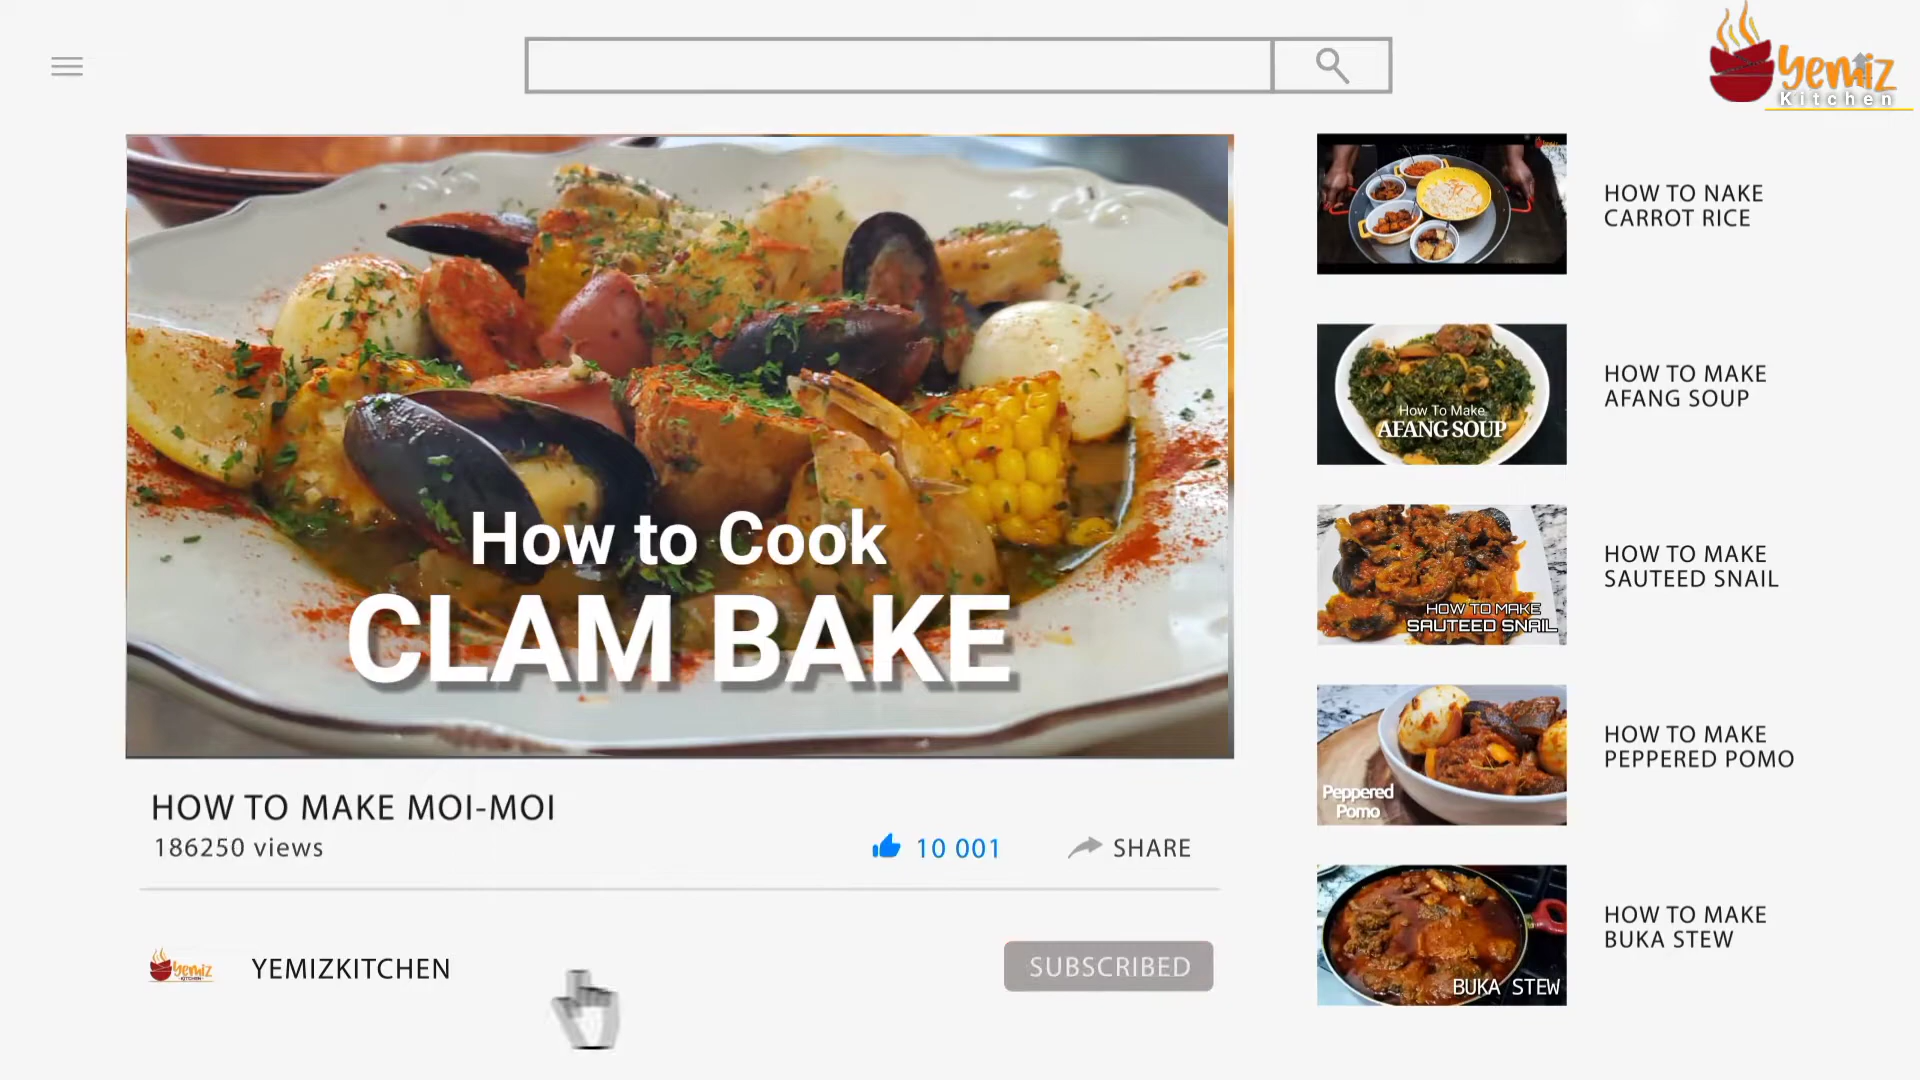 Yemiz
Kitchen
How to Cook
CLAM BAKE
HOW TO MAKE MOI-MOI
186250 views
10 001
SHARE
Yemiz
KITCHEN
YEMIZKITCHEN
SUBSCRIBED
HOW TO NAKE
CARROT RICE
How To Make
AFANG SOUP
HOW TO MAKE
AFANG SOUP
HOW TO MAKE
SAUTEED SNAIL
HOW TO MAKE
SAUTEED SNAIL
Peppered
Pomo
HOW TO MAKE
PEPPERED POMO
BUKA STEW
HOW TO MAKE
BUKA STEW